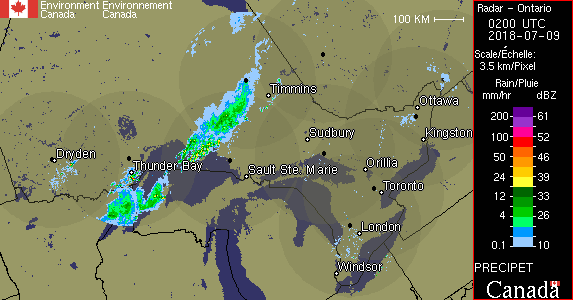 Environment Environnement
Canada Canada
100 KM
Timmins
Ottawa
Sudbury
Kingston
Dryden
Thunder Bay
Sault Ste. Marie
Orillia
Toronto
London
Windsor
Radar - Ontario
0200 UTC
2018-07-09
Scale/Échelle:
3.5 km/Pixel
Rain/Pluie
mm/hr dBZ
200 61
100 52
50 46
24 39
12 33
4 26
0.1 10
PRECIPET
Canada